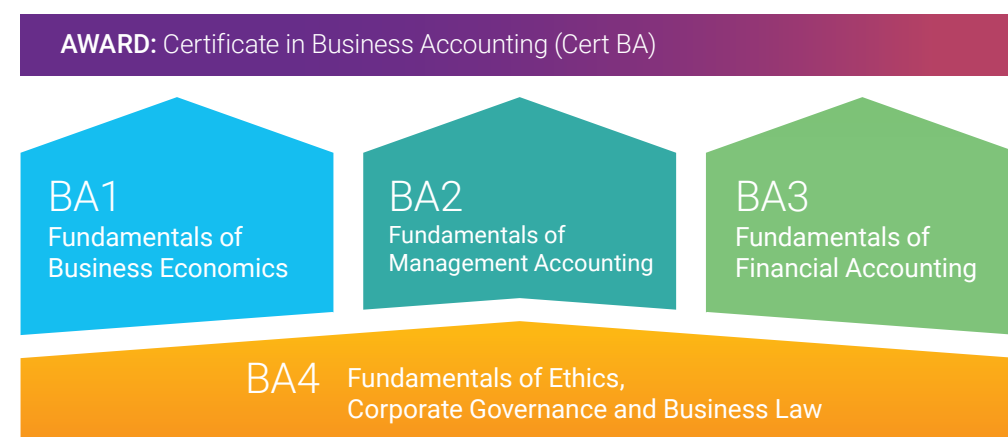 AWARD: Certificate in Business Accounting (Cert BA)
BA1
Fundamentals of
Business Economics
BA2
Fundamentals of
Management Accounting
BA3
Fundamentals of
Financial Accounting
BA4
Fundamentals of Ethics,
Corporate Governance and Business Law